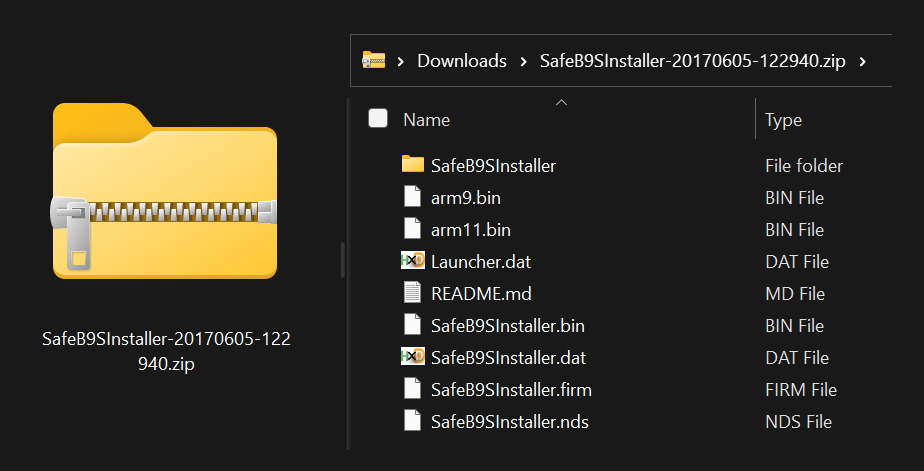 SafeB9SInstaller-20170605-122
940.zip
Downloads
SafeB9SInstaller-20170605-122940.zip
Name
Type
SafeB9SInstaller
File folder
arm9.bin
BIN File
arm11.bin
BIN File
Launcher.dat
DAT File
README.md
MD File
SafeB9SInstaller.bin
BIN File
SafeB9SInstaller.dat
DAT File
SafeB9SInstaller.firm
FIRM File
SafeB9SInstaller.nds
NDS File